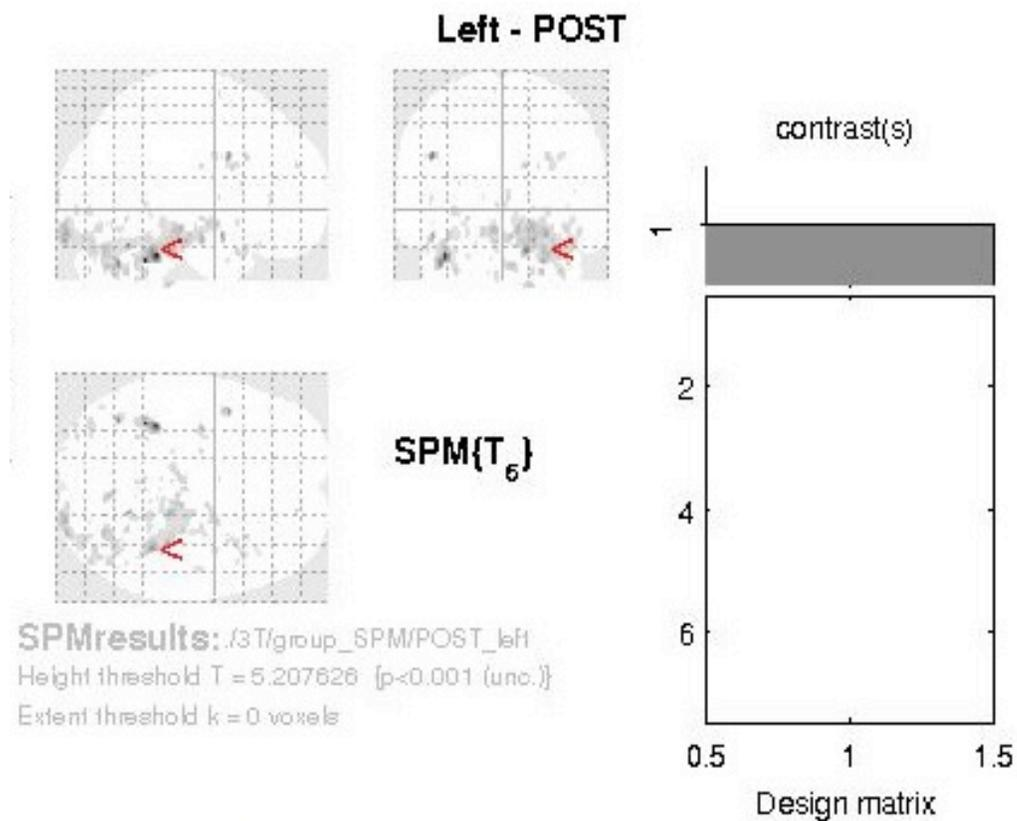 Left - POST
contrast(s)
1
<
<
<
SPM{T6}
2
4
6
0.5 1 1.5
Design matrix
SPMresults: ./3T/group_SPM/POST_left
Height threshold T = 5.207626 {p<0.001 (unc.)}
Extent threshold k = 0 voxels